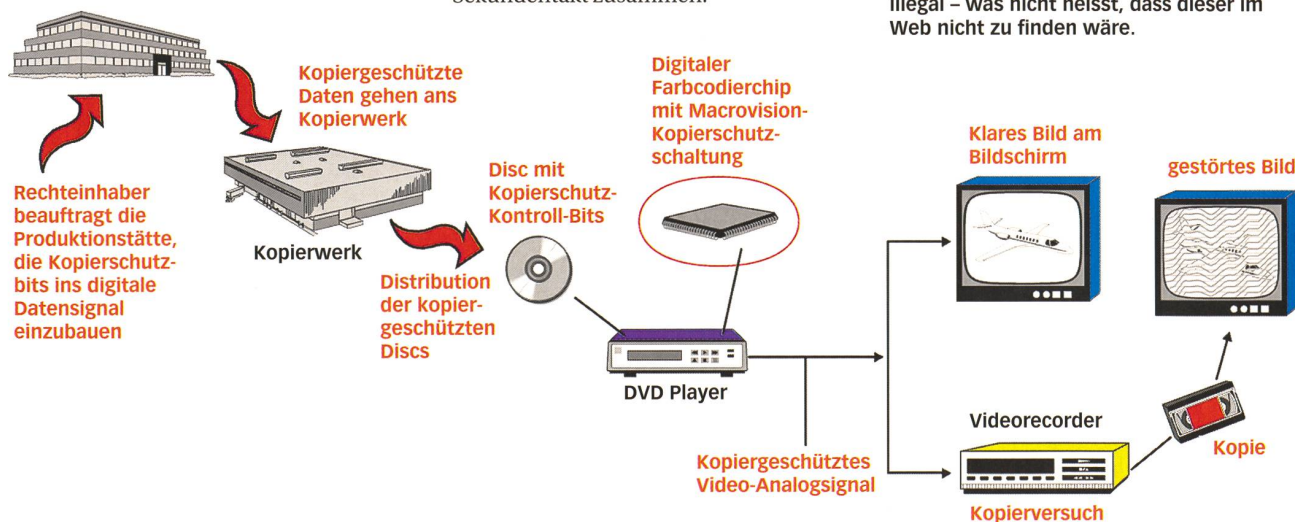 Sekundentakt zusammen.
illegal – was nicht heisst, dass dieser im
Web nicht zu finden wäre.
Kopiergeschützte
Daten gehen ans
Kopierwerk
Rechteinhaber
beauftragt die
Produktionstätte,
die Kopierschutz-
bits ins digitale
Datensignal
einzubauen
Kopierwerk
Distribution
der kopier-
geschützten
Discs
Disc mit
Kopierschutz-
Kontroll-Bits
Digitaler
Farbcodierchip
mit Macrovision-
Kopierschutz-
schaltung
DVD Player
Kopiergeschütztes
Video-Analogsignal
Klares Bild am
Bildschirm
gestörtes Bild
Videorecorder
Kopierversuch
Kopie